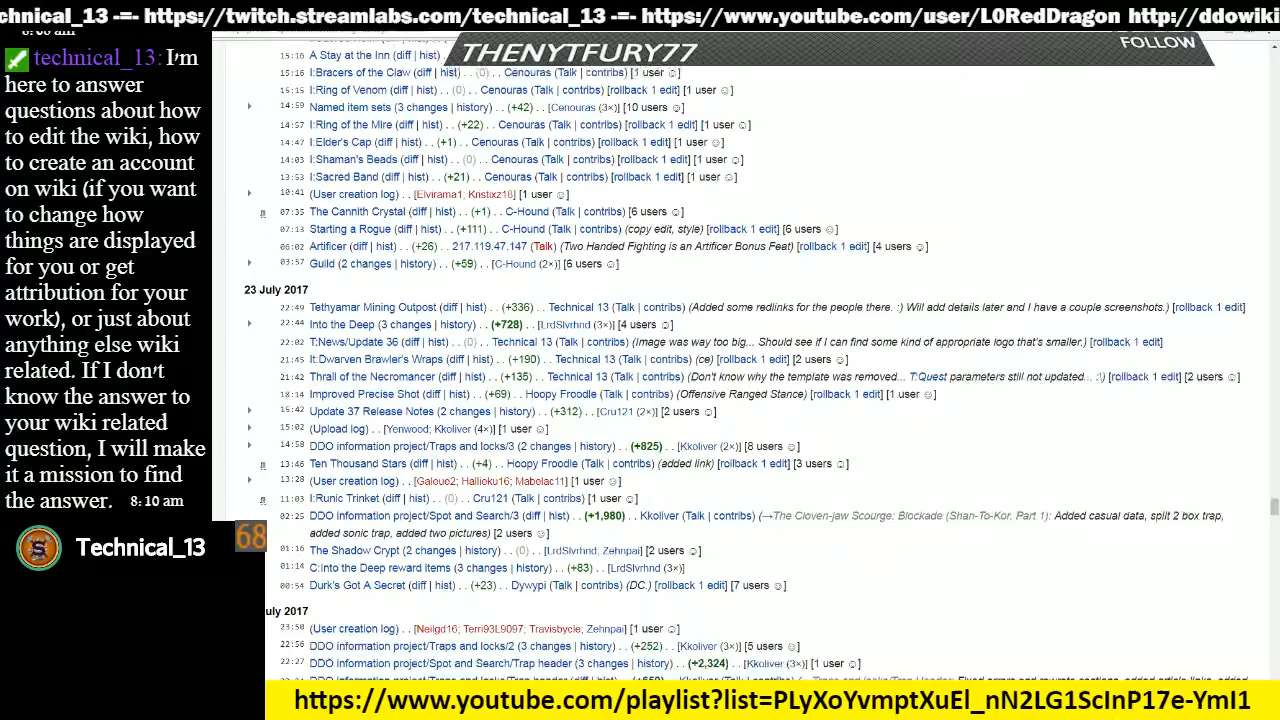 chnical_13 -=- https://twitch.streamlabs.com/technical_13 -=- https://www.youtube.com/user/L0RedDragon http://ddowiki
technical_13: I'm
here to answer
questions about how
to edit the wiki, how
to create an account
on wiki (if you want
to change how
things are displayed
for you or get
attribution for your
work), or just about
anything else wiki
related. If I don't
know the answer to
your wiki related
question, I will make
it a mission to find
the answer. 8:10 am
Technical_13
68
THENYTFURY77
FOLLOW
15:16 A Stay at the Inn (diff | hist)
15:16 I:Bracers of the Claw (diff | hist) . . (0) . . Cenouras (Talk | contribs) [1 user ☺]
15:15 I:Ring of Venom (diff | hist) . . (0) . . Cenouras (Talk | contribs) [rollback 1 edit] [1 user ☺]
14:59 Named item sets (3 changes | history) . . (+42) . . [Cenouras (3×)] [10 users ☺]
14:57 I:Ring of the Mire (diff | hist) . . (+22) . . Cenouras (Talk | contribs) [rollback 1 edit] [1 user ☺]
14:47 I:Elder's Cap (diff | hist) . . (+1) . . Cenouras (Talk | contribs) [rollback 1 edit] [1 user ☺]
14:03 I:Shaman's Beads (diff | hist) . . (0) . . Cenouras (Talk | contribs) [rollback 1 edit] [1 user ☺]
13:53 I:Sacred Band (diff | hist) . . (+21) . . Cenouras (Talk | contribs) [rollback 1 edit] [1 user ☺]
10:41 (User creation log) . . [Elvirama1; Kristixz18] [1 user ☺]
m 07:35 The Cannith Crystal (diff | hist) . . (+1) . . C-Hound (Talk | contribs) [6 users ☺]
07:13 Starting a Rogue (diff | hist) . . (+111) . . C-Hound (Talk | contribs) (copy edit, style) [rollback 1 edit] [6 users ☺]
06:02 Artificer (diff | hist) . . (+26) . . 217.119.47.147 (Talk) (Two Handed Fighting is an Artificer Bonus Feat) [rollback 1 edit] [4 users ☺]
03:57 Guild (2 changes | history) . . (+59) . . [C-Hound (2×)] [6 users ☺]
23 July 2017
22:49 Tethyamar Mining Outpost (diff | hist) . . (+336) . . Technical 13 (Talk | contribs) (Added some redlinks for the people there. :) Will add details later and I have a couple screenshots.) [rollback 1 edit]
22:44 Into the Deep (3 changes | history) . . (+728) . . [LrdSlvrhnd (3×)] [4 users ☺]
22:02 T:News/Update 36 (diff | hist) . . (0) . . Technical 13 (Talk | contribs) (Image was way too big... Should see if I can find some kind of appropriate logo that's smaller.) [rollback 1 edit]
21:45 It:Dwarven Brawler's Wraps (diff | hist) . . (+190) . . Technical 13 (Talk | contribs) (ce) [rollback 1 edit] [2 users ☺]
21:42 Thrall of the Necromancer (diff | hist) . . (+135) . . Technical 13 (Talk | contribs) (Don't know why the template was removed... T:Quest parameters still not updated... :\) [rollback 1 edit] [2 users ☺]
18:14 Improved Precise Shot (diff | hist) . . (+69) . . Hoopy Froodle (Talk | contribs) (Offensive Ranged Stance) [rollback 1 edit] [1 user ☺]
15:42 Update 37 Release Notes (2 changes | history) . . (+312) . . [Cru121 (2×)] [2 users ☺]
15:02 (Upload log) . . [Yenwood; Kkoliver (4×)] [1 user ☺]
14:58 DDO information project/Traps and locks/3 (2 changes | history) . . (+825) . . [Kkoliver (2×)] [8 users ☺]
m 13:46 Ten Thousand Stars (diff | hist) . . (+4) . . Hoopy Froodle (Talk | contribs) (added link) [rollback 1 edit] [3 users ☺]
13:28 (User creation log) . . [Galeue2; Hallieku16; Mabelac11] [1 user ☺]
m 11:03 I:Runic Trinket (diff | hist) . . (0) . . Cru121 (Talk | contribs) [1 user ☺]
02:25 DDO information project/Spot and Search/3 (diff | hist) . . (+1,980) . . Kkoliver (Talk | contribs) (→The Cloven-jaw Scourge: Blockade (Shan-To-Kor, Part 1): Added casual data, split 2 box trap,
added sonic trap, added two pictures) [2 users ☺]
01:16 The Shadow Crypt (2 changes | history) . . (0) . . [LrdSlvrhnd; Zehnpai] [2 users ☺]
01:14 C:Into the Deep reward items (3 changes | history) . . (+83) . . [LrdSlvrhnd (3×)]
00:54 Durk's Got A Secret (diff | hist) . . (+23) . . Dywypi (Talk | contribs) (DC.) [rollback 1 edit] [7 users ☺]
uly 2017
23:50 (User creation log) . . [Neilgd16; Terri93L9097; Travisbycle; Zehnpai] [1 user ☺]
22:56 DDO information project/Traps and locks/2 (3 changes | history) . . (+252) . . [Kkoliver (3×)] [5 users ☺]
22:27 DDO information project/Spot and Search/Trap header (3 changes | history) . . (+2,324) . . [Kkoliver (3×)] [1 user ☺]
https://www.youtube.com/playlist?list=PLyXoYvmptXuEl_nN2LG1ScInP17e-YmI1